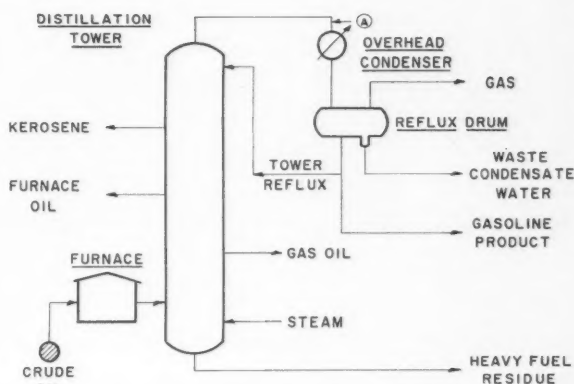 DISTILLATION
TOWER
A
OVERHEAD
CONDENSER
GAS
REFLUX DRUM
KEROSENE
WASTE
CONDENSATE
WATER
TOWER
REFLUX
FURNACE
OIL
GASOLINE
PRODUCT
GAS OIL
FURNACE
STEAM
CRUDE
HEAVY FUEL
RESIDUE